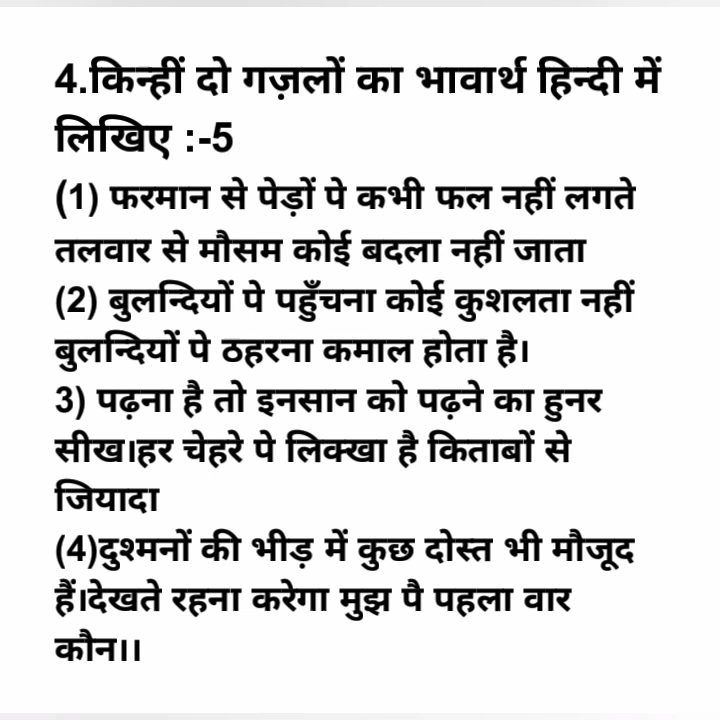 4.किन्हीं दो गज़लों का भावार्थ हिन्दी में
लिखिए :-5
(1) फरमान से पेड़ों पे कभी फल नहीं लगते
तलवार से मौसम कोई बदला नहीं जाता
(2) बुलन्दियों पे पहुँचना कोई कुशलता नहीं
बुलन्दियों पे ठहरना कमाल होता है।
3) पढ़ना है तो इनसान को पढ़ने का हुनर
सीख।हर चेहरे पे लिक्खा है किताबों से
जियादा
(4)दुश्मनों की भीड़ में कुछ दोस्त भी मौजूद
हैं।देखते रहना करेगा मुझ पै पहला वार
कौन।।